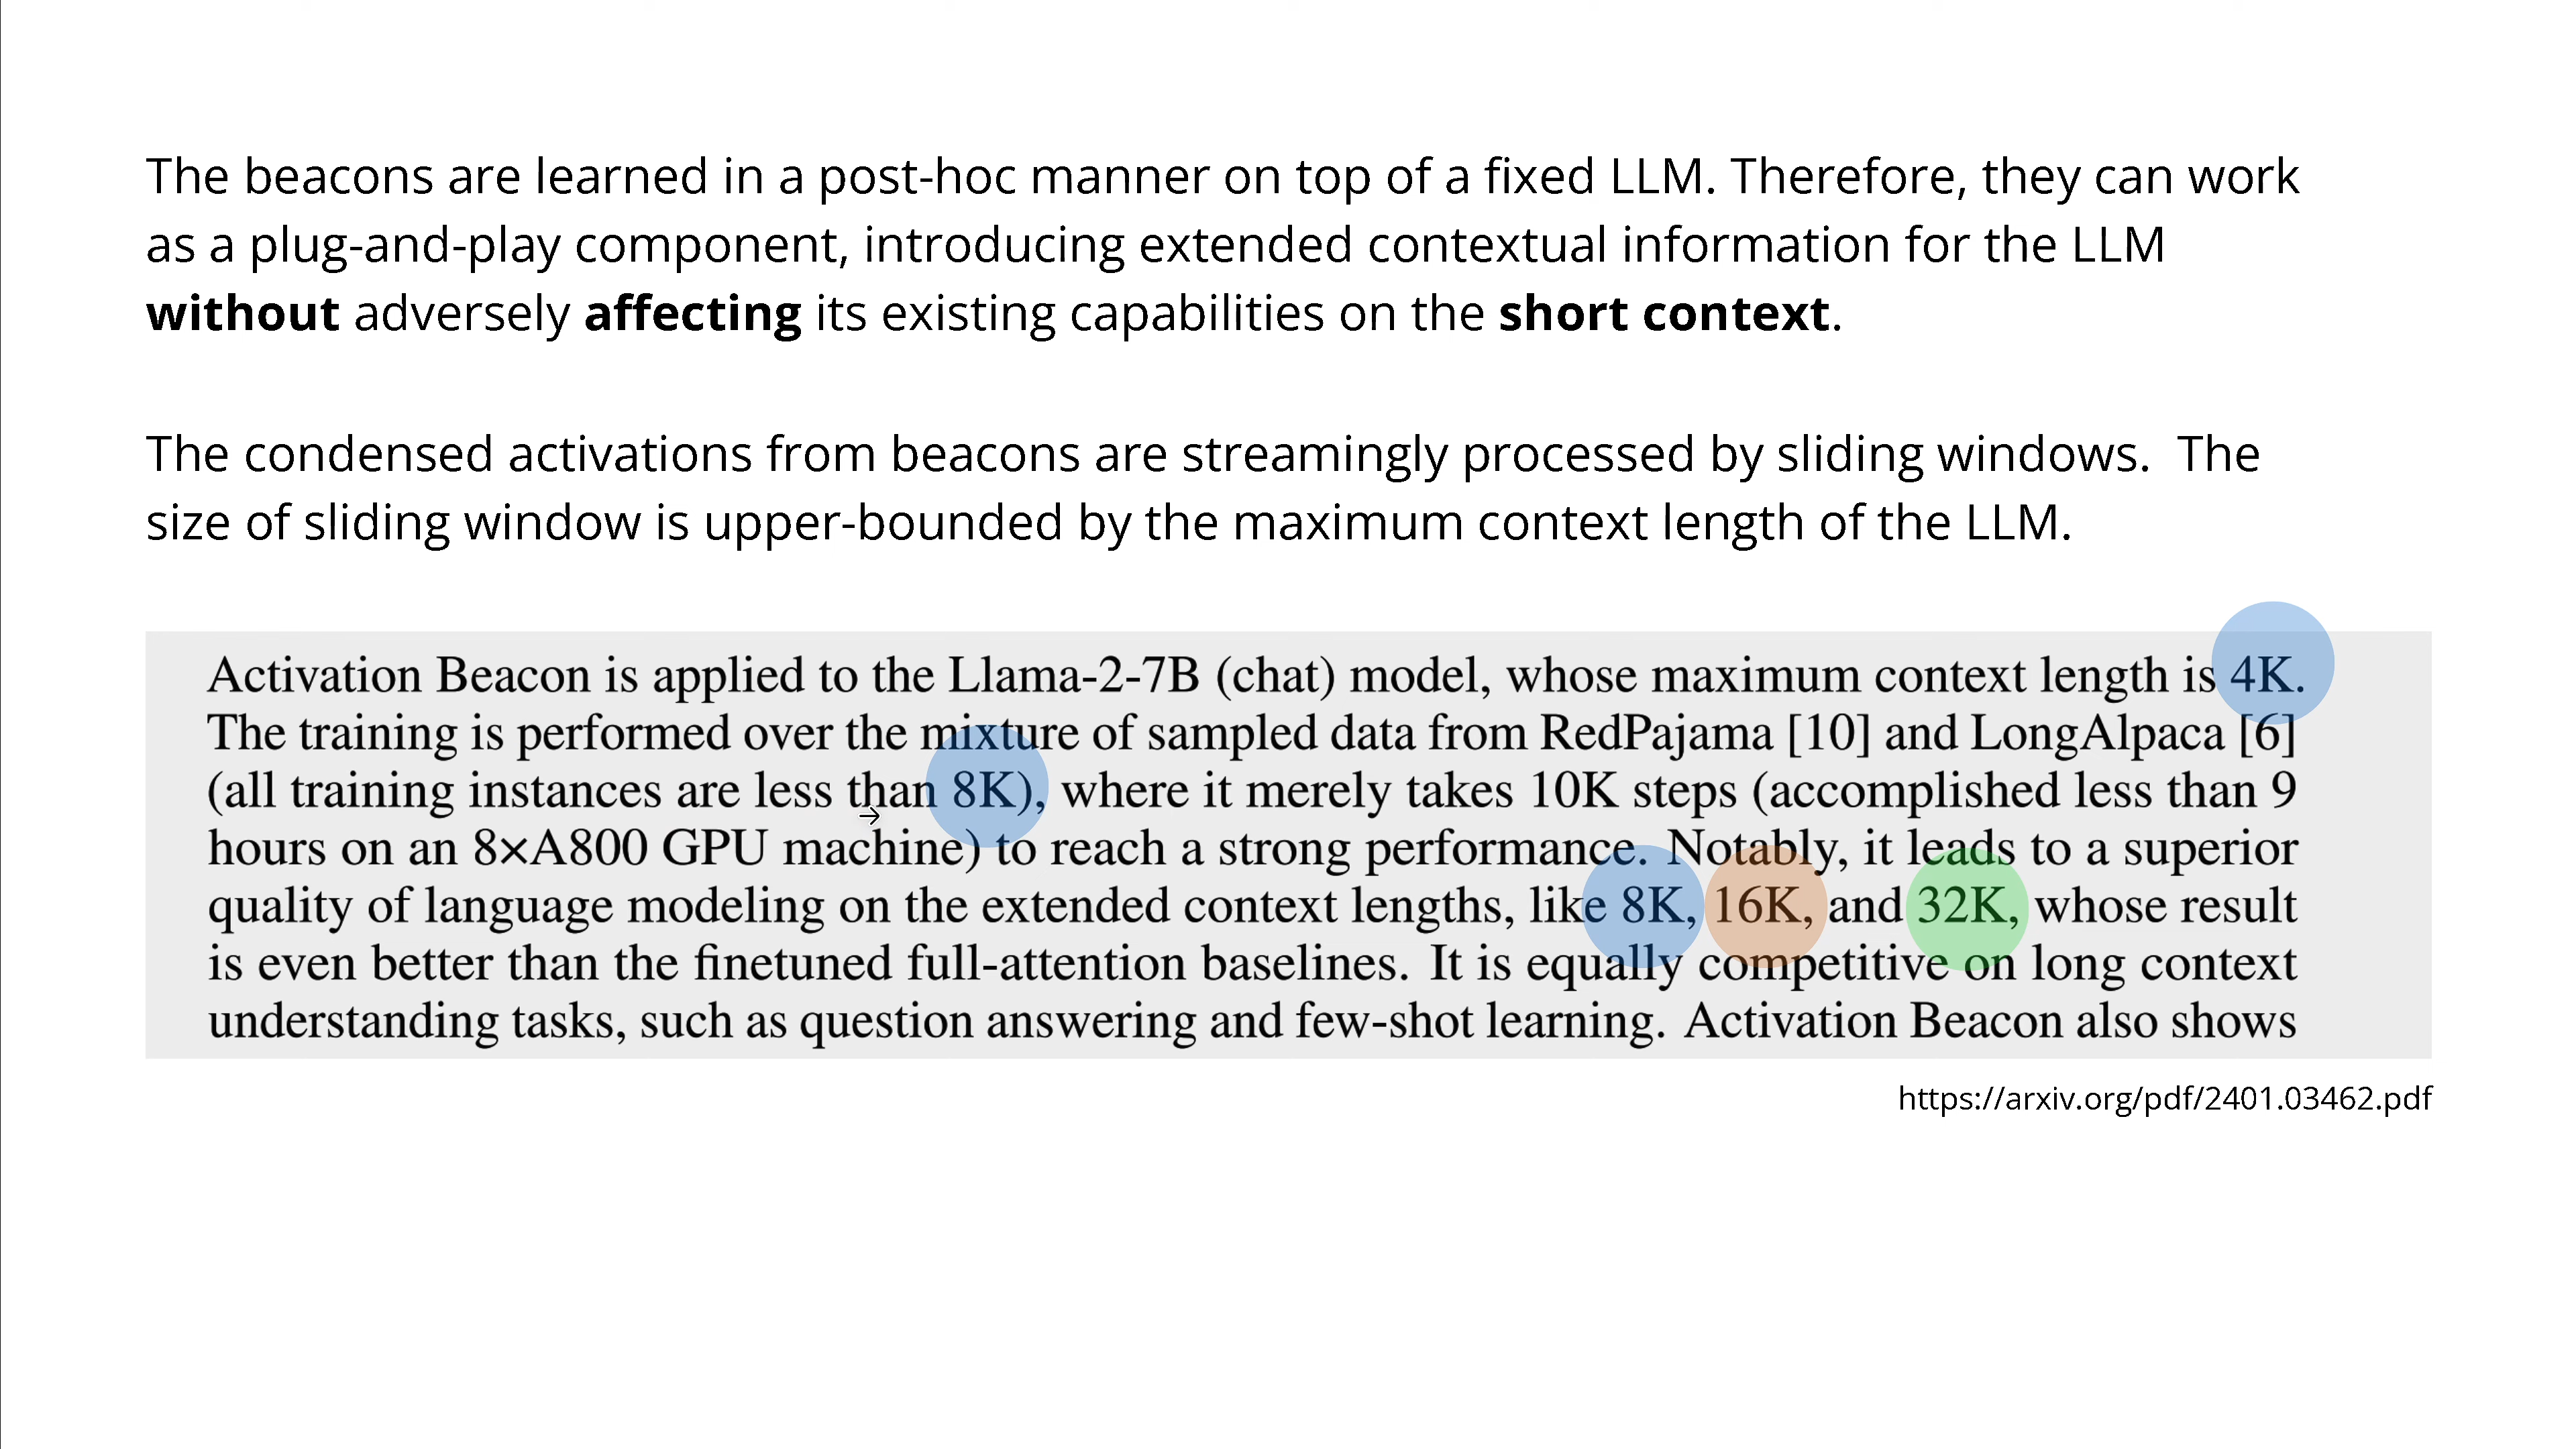 The beacons are learned in a post-hoc manner on top of a fixed LLM. Therefore, they can work
as a plug-and-play component, introducing extended contextual information for the LLM
without adversely affecting its existing capabilities on the short context.
The condensed activations from beacons are streamingly processed by sliding windows.  The
size of sliding window is upper-bounded by the maximum context length of the LLM.
Activation Beacon is applied to the Llama-2-7B (chat) model, whose maximum context length is 4K.
The training is performed over the mixture of sampled data from RedPajama [10] and LongAlpaca [6]
(all training instances are less than 8K), where it merely takes 10K steps (accomplished less than 9
hours on an 8×A800 GPU machine) to reach a strong performance. Notably, it leads to a superior
quality of language modeling on the extended context lengths, like 8K, 16K, and 32K, whose result
is even better than the finetuned full-attention baselines. It is equally competitive on long context
understanding tasks, such as question answering and few-shot learning. Activation Beacon also shows
https://arxiv.org/pdf/2401.03462.pdf